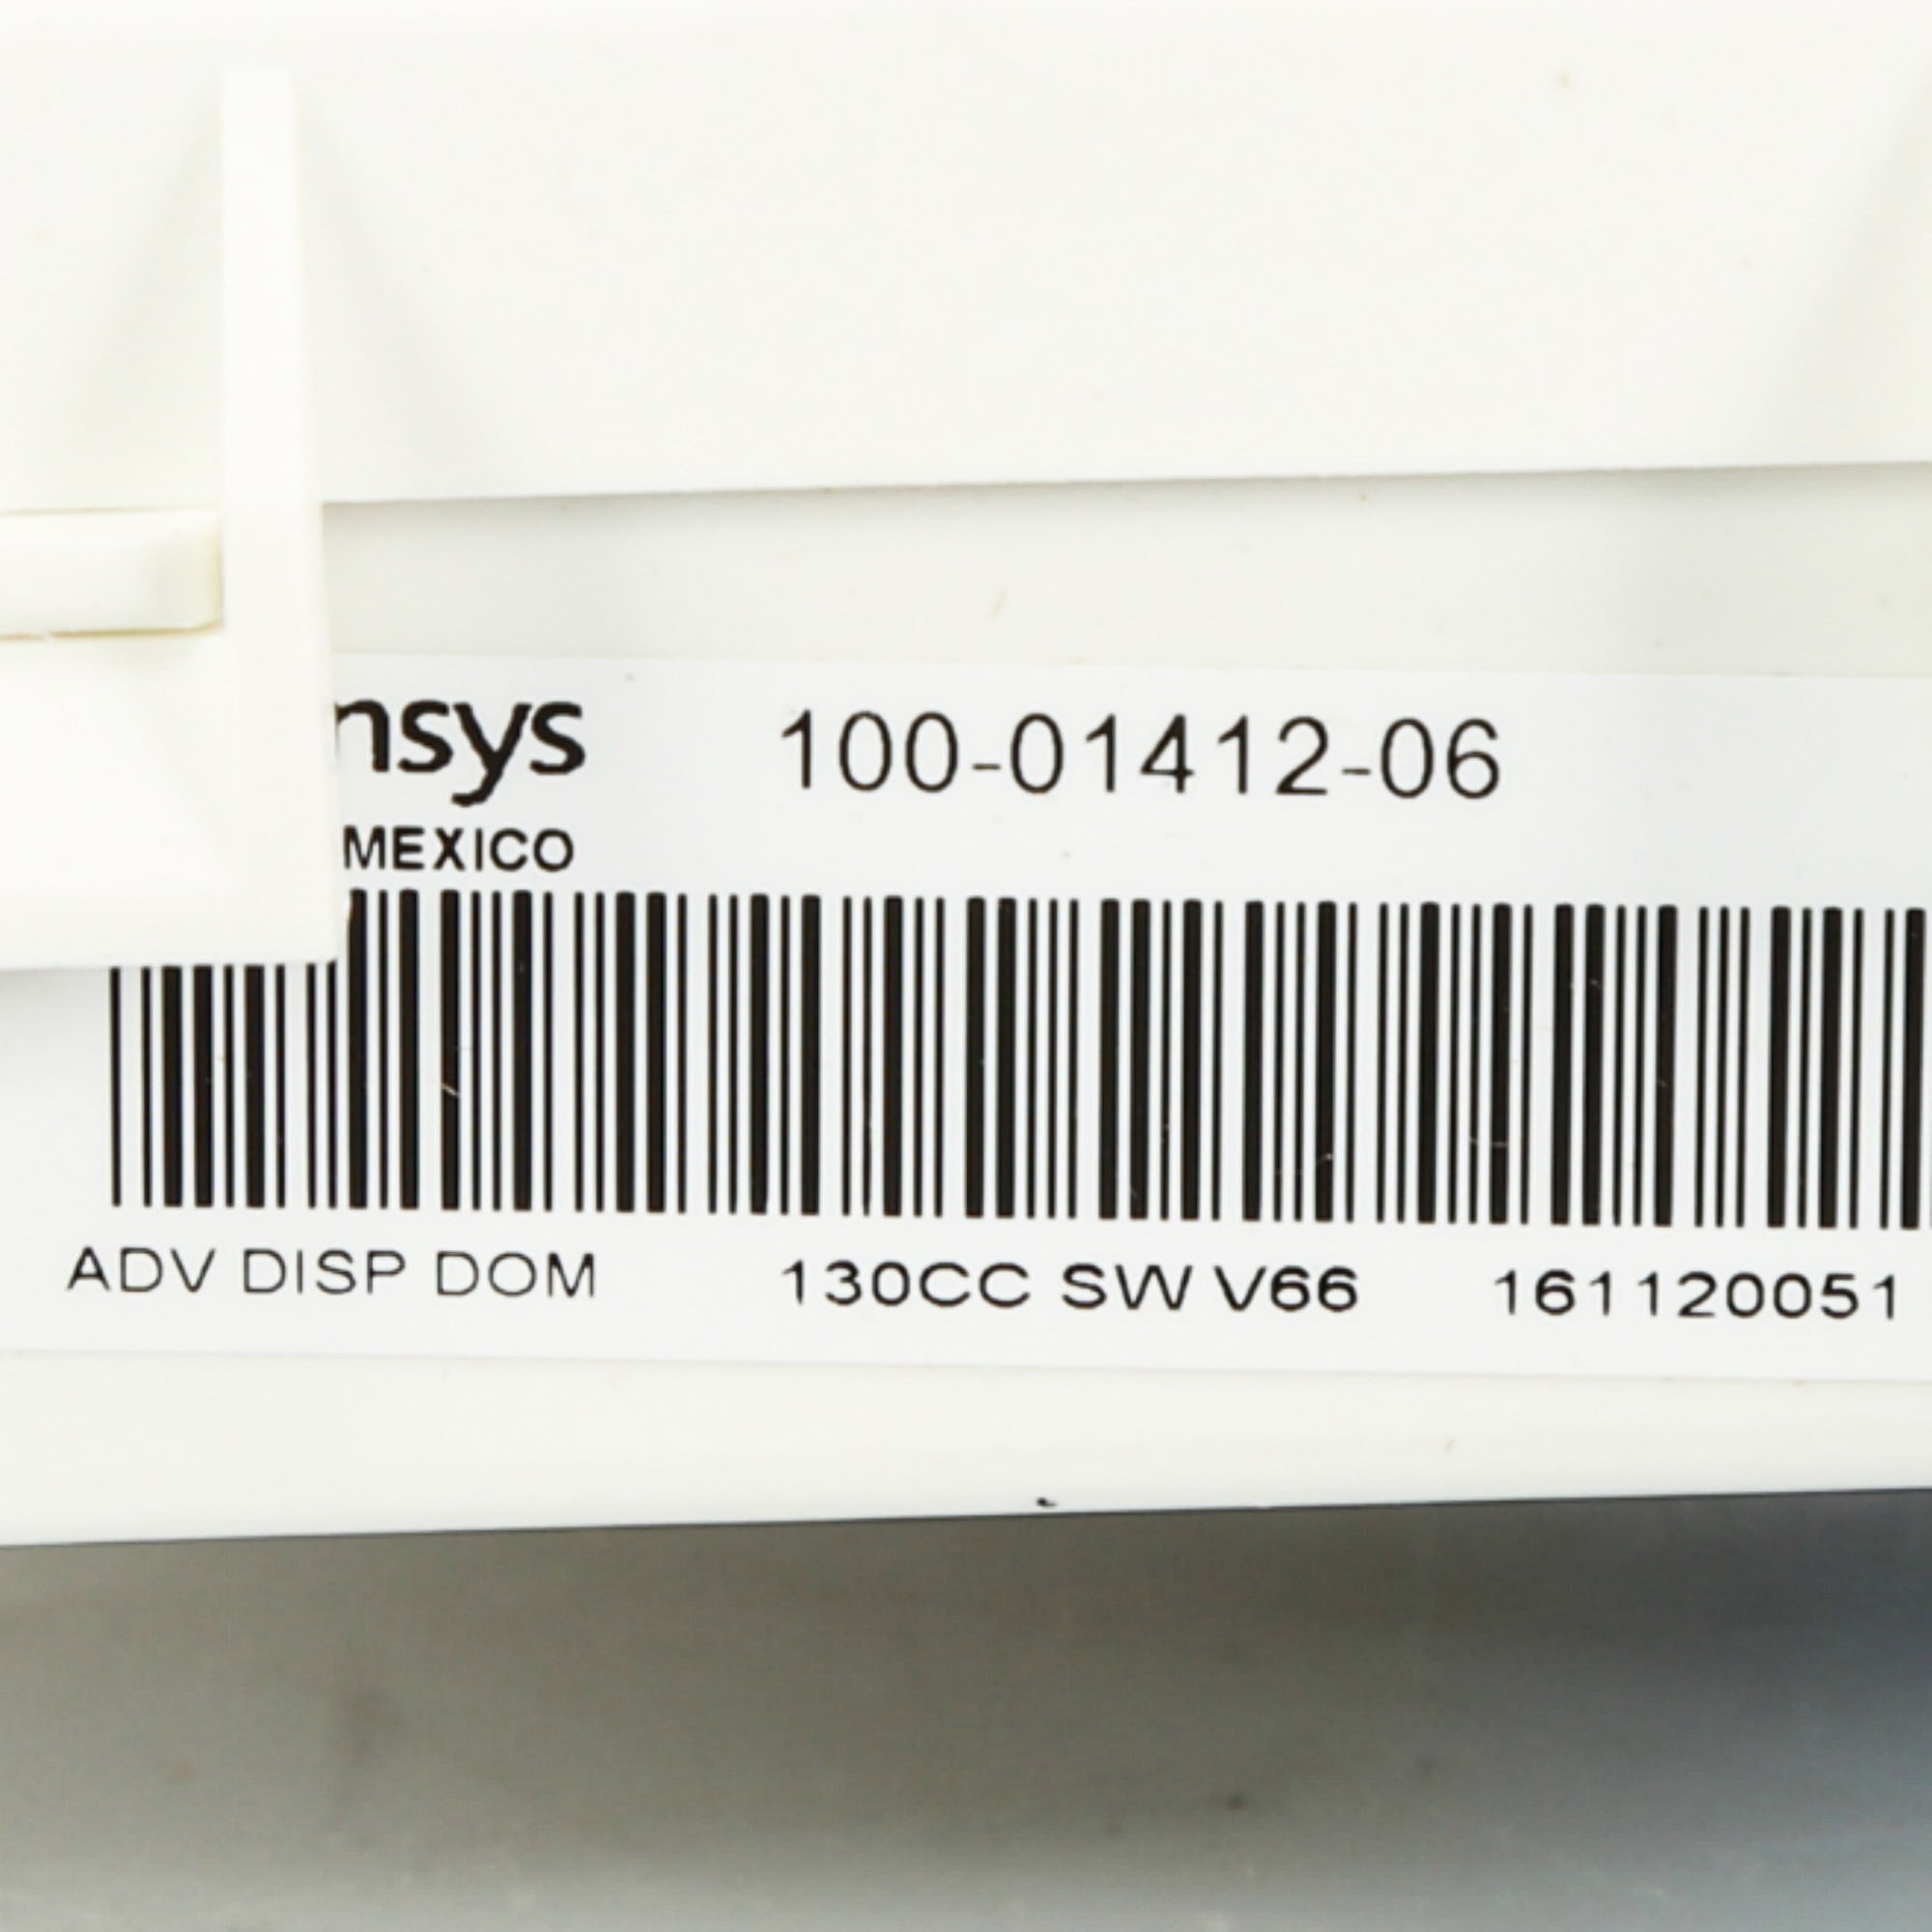 nsys 100-01412-06
MEXICO
ADV DISP DOM 130CC SW V66 161120051